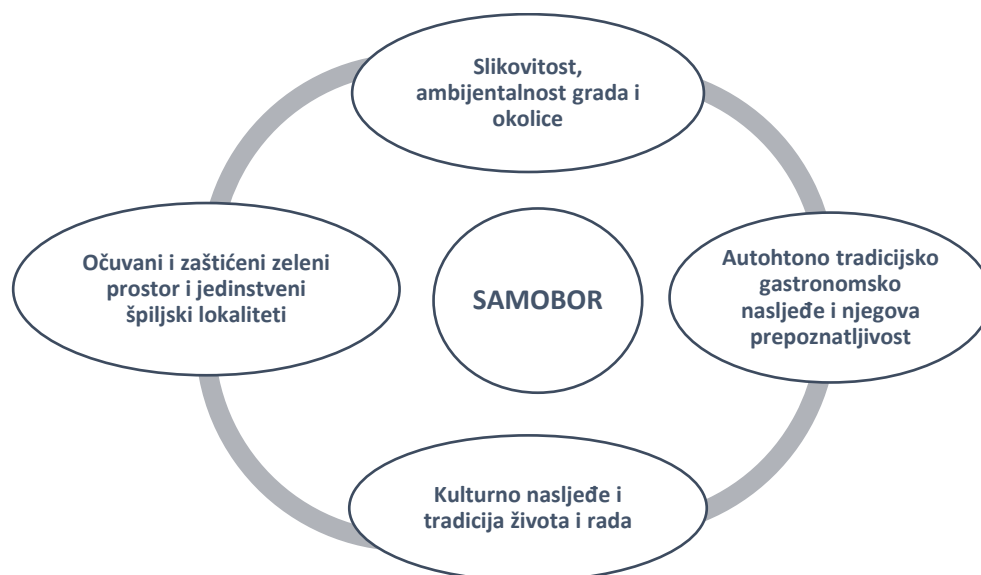 Slikovitost,
ambijentalnost grada i
okolice
Očuvani i zaštićeni zeleni
prostor i jedinstveni
špiljski lokaliteti
SAMOBOR
Autohtono tradicijsko
gastronomsko
nasljeđe i njegova
prepoznatljivost
Kulturno nasljeđe i
tradicija života i rada